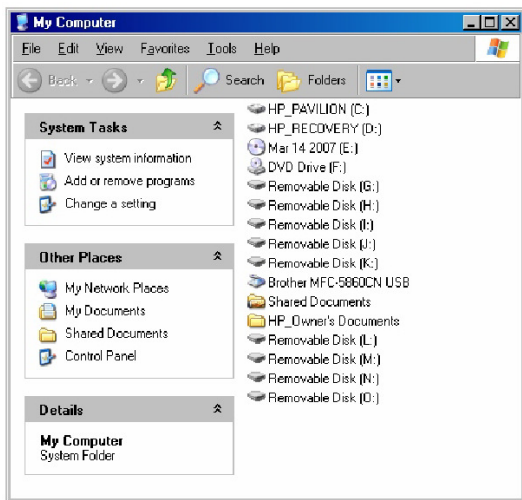 My Computer
File Edit View Favorites Tools Help
Back Search Folders
System Tasks
View system information
Add or remove programs
Change a setting
Other Places
My Network Places
My Documents
Shared Documents
Control Panel
Details
My Computer
System Folder
HP_PAVILION (C:)
HP_RECOVERY (D:)
Mar 14 2007 (E:)
DVD Drive (F:)
Removable Disk (G:)
Removable Disk (H:)
Removable Disk (I:)
Removable Disk (J:)
Removable Disk (K:)
Brother MFC-5860CN USB
Shared Documents
HP_Owner's Documents
Removable Disk (L:)
Removable Disk (M:)
Removable Disk (N:)
Removable Disk (O:)